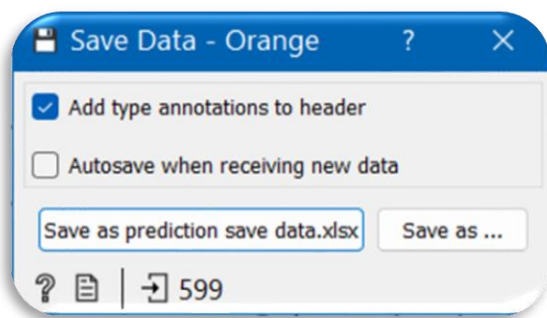 Save Data - Orange ? ×
Add type annotations to header
Autosave when receiving new data
Save as prediction save data.xlsx Save as ...
? 599